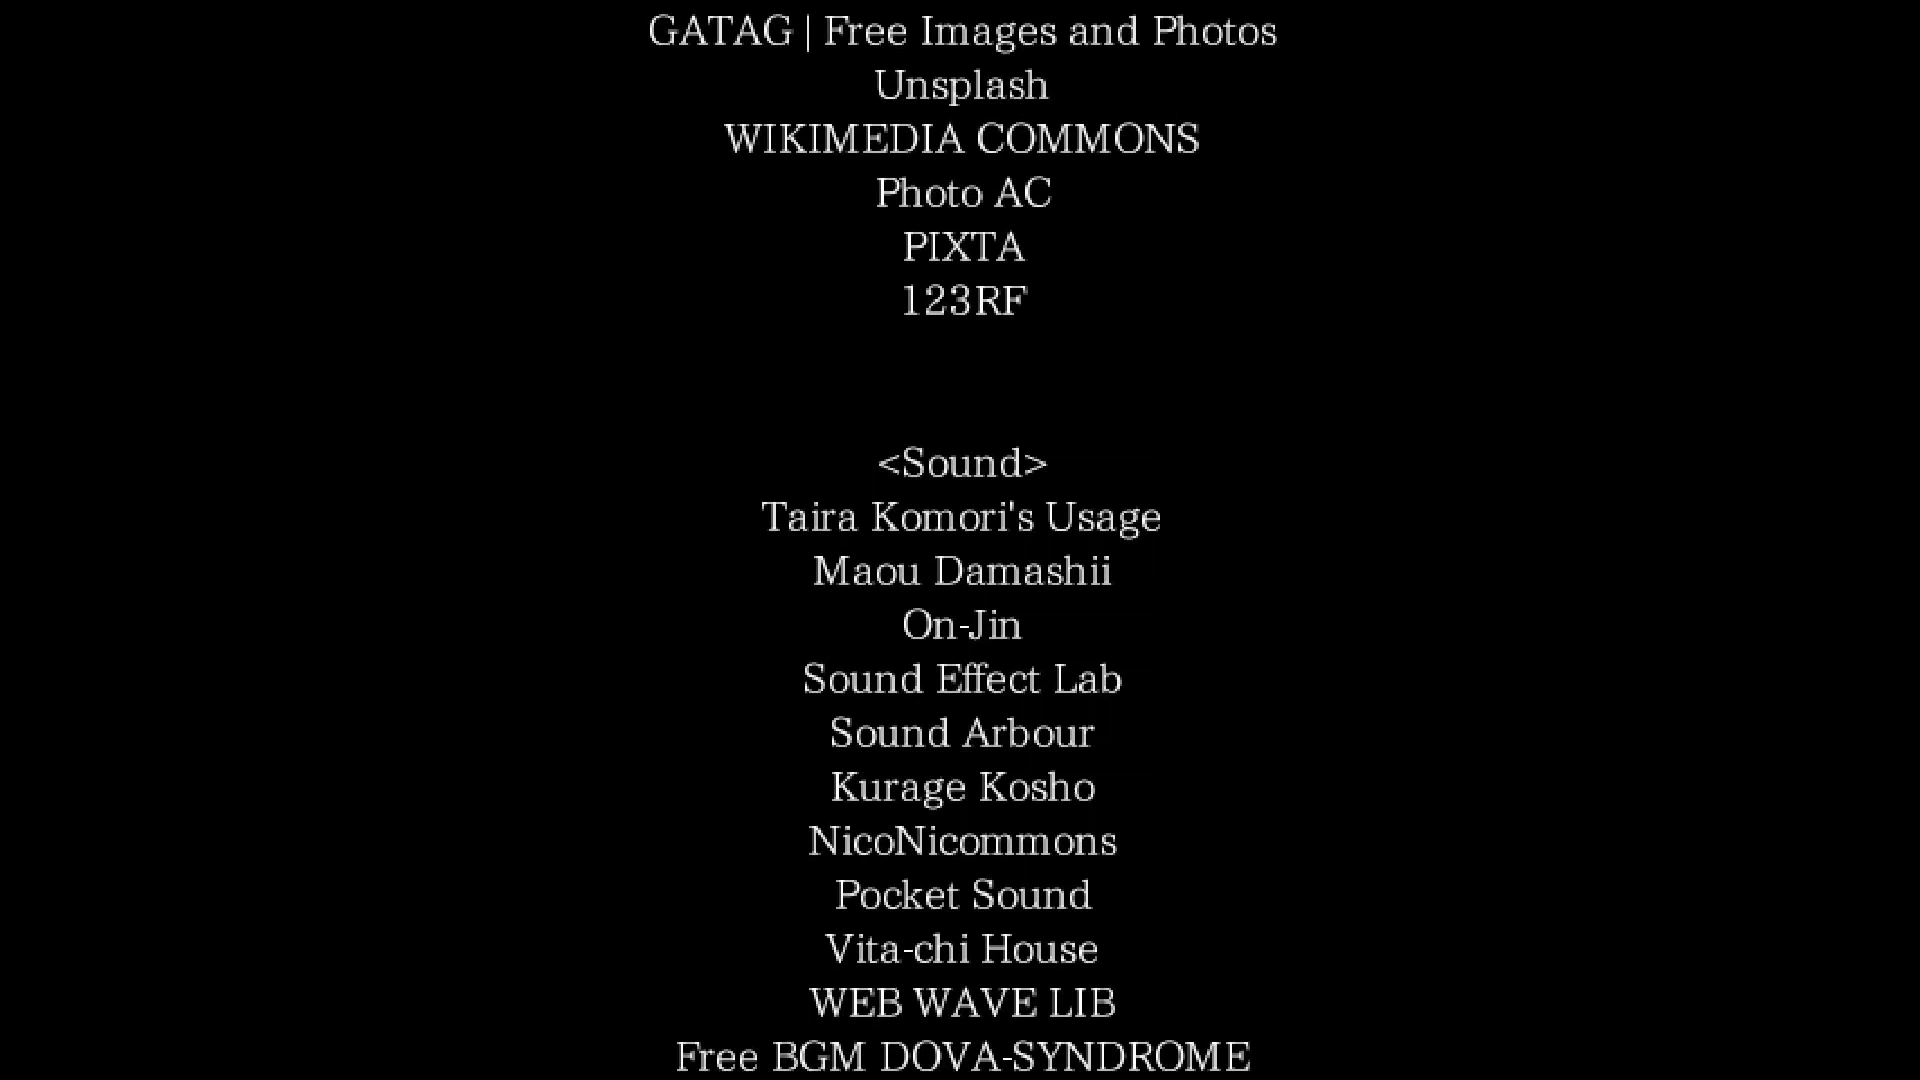 GATAG | Free Images and Photos
Unsplash
WIKIMEDIA COMMONS
Photo AC
PIXTA
123RF
<Sound>
Taira Komori's Usage
Maou Damashii
On-Jin
Sound Effect Lab
Sound Arbour
Kurage Kosho
NicoNicommons
Pocket Sound
Vita-chi House
WEB WAVE LIB
Free BGM DOVA-SYNDROME